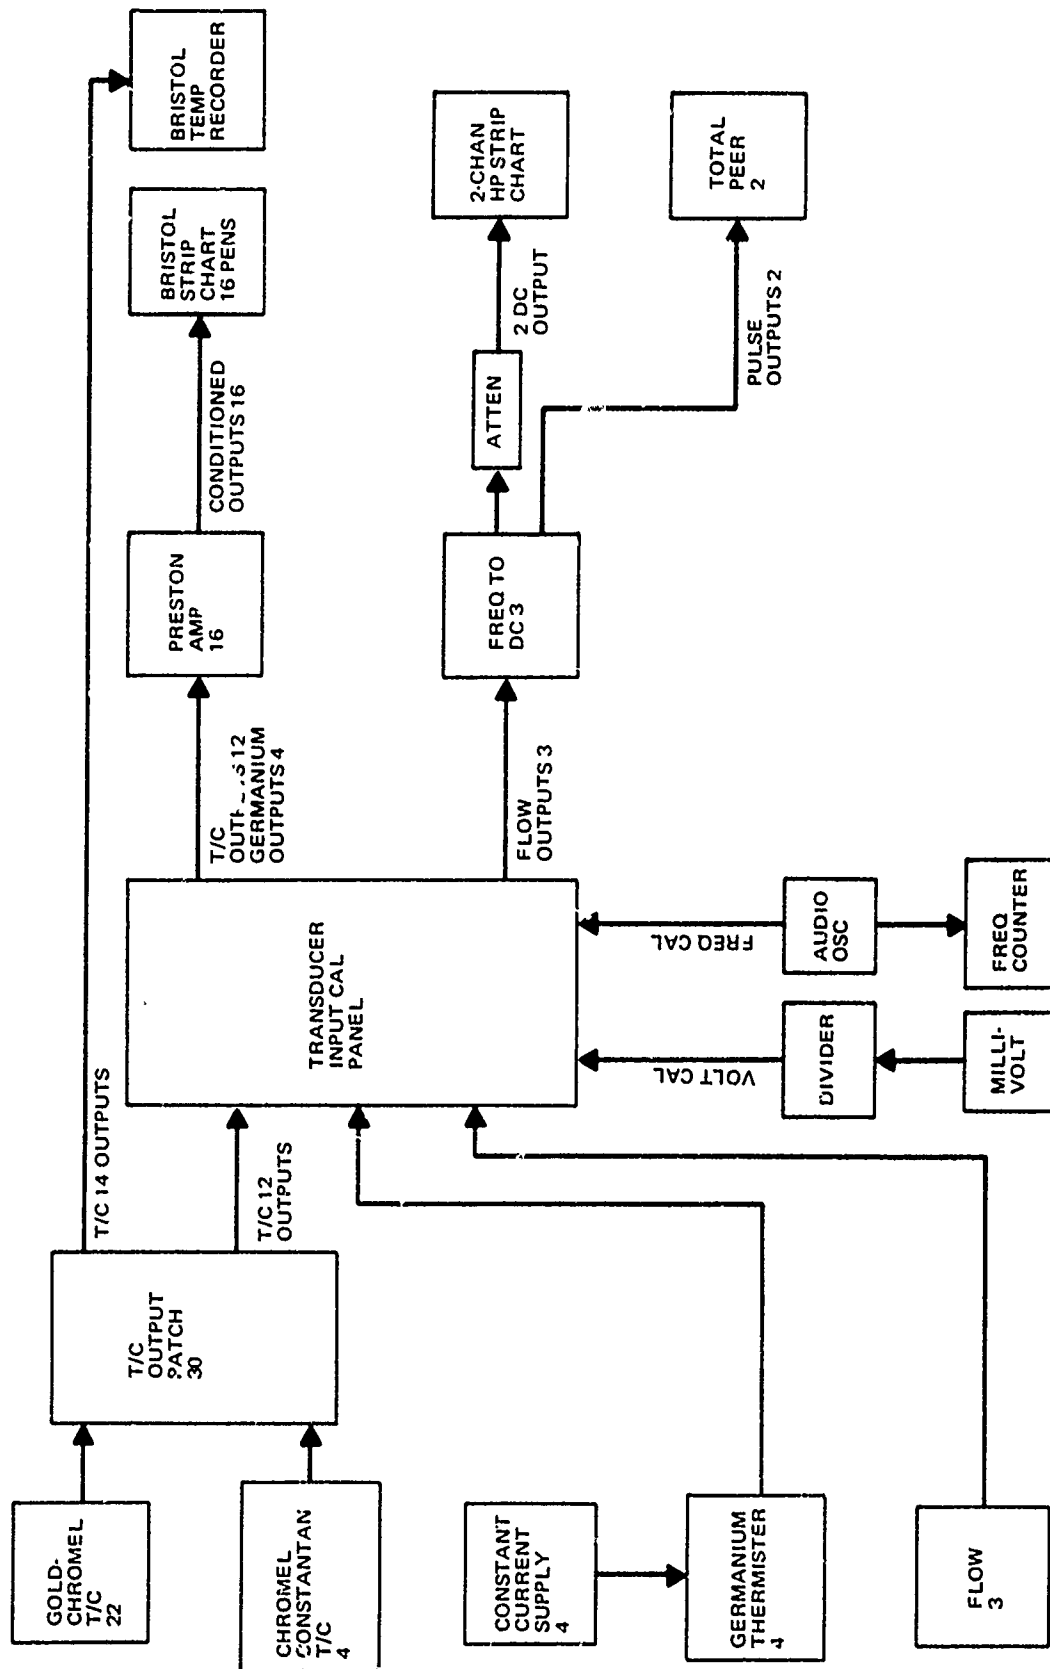 GOLD-
CHROMEL
T/C
22
CHROMEL
CONSTANTAN
T/C
4
CONSTANT
CURRENT
SUPPLY
4
GERMANIUM
THERMISTER
4
FLOW
3
T/C
OUTPUT
PATCH
30
T/C 14 OUTPUTS
T/C 12
OUTPUTS
TRANSDUCER
INPUT CAL
PANEL
VOLT CAL
FREQ CAL
DIVIDER
MILLI-
VOLT
AUDIO
OSC
FREQ
COUNTER
T/C
12
GERMANIUM
OUTPUTS 4
FLOW
OUTPUTS 3
PRESTON
AMP
16
FREQ TO
DC 3
CONDITIONED
OUTPUTS 16
ATTEN
2 DC
OUTPUT
PULSE
OUTPUTS 2
BRISTOL
STRIP
CHART
16 PENS
BRISTOL
TEMP
RECORDER
2-CHAN
HP STRIP
CHART
TOTAL
PEER
2